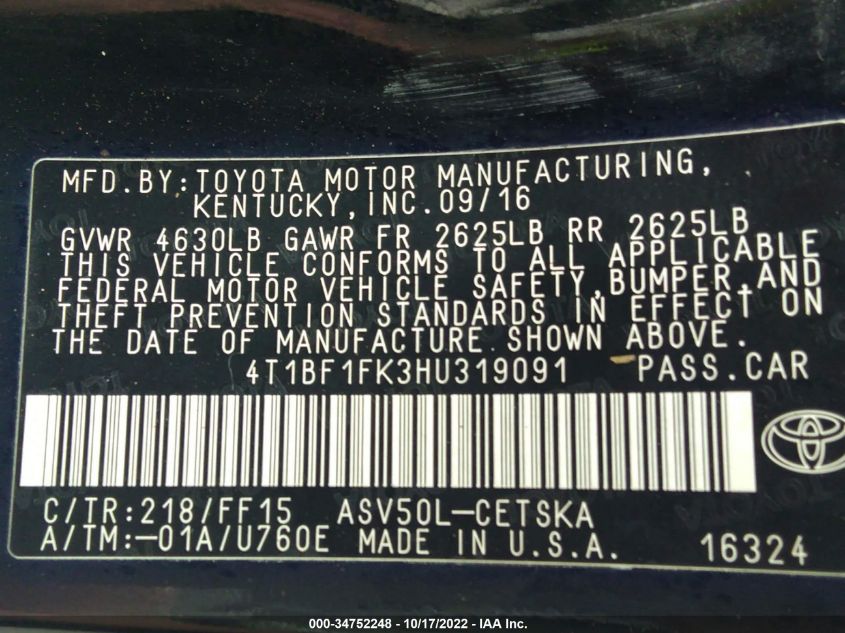 MFD.BY:TOYOTA MOTOR MANUFACTURING,
KENTUCKY,INC.09/16
GVWR 4630LB GAWR FR 2625LB RR 2625LB
THIS VEHICLE CONFORMS TO ALL APPLICABLE
FEDERAL MOTOR VEHICLE SAFETY,BUMPER,AND
THEFT PREVENTION STANDARDS IN EFFECT ON
THE DATE OF MANUFACTURE SHOWN ABOVE.
4T1BF1FK3HU319091 PASS.CAR
C/TR:218/FF15 ASV50L-CETSKA
A/TM:-01A/U760E MADE IN U.S.A. 16324
000-34752248 - 10/17/2022 - IAA Inc.